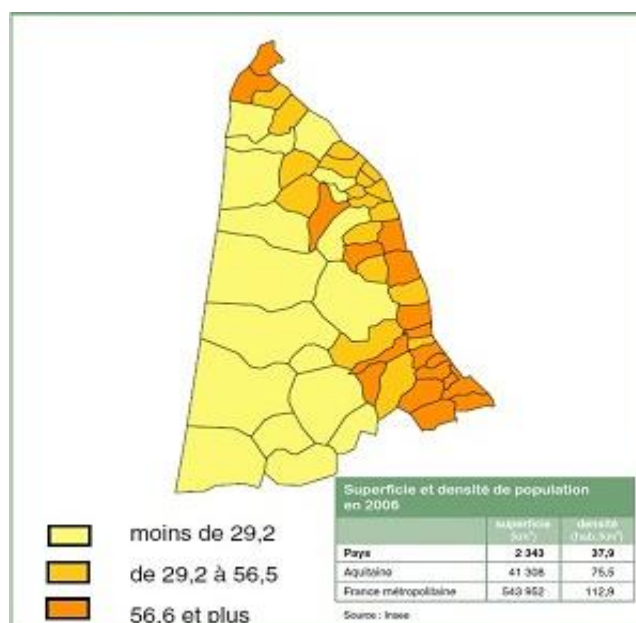 moins de 29,2
de 29,2 à 56,5
56,6 et plus
Superficie et densité de population
en 2006
superficie densité
(km²) (hab./km²)
Pays 2 343 37,9
Aquitaine 41 308 75,5
France métropolitaine 543 952 112,9
Source : Insee